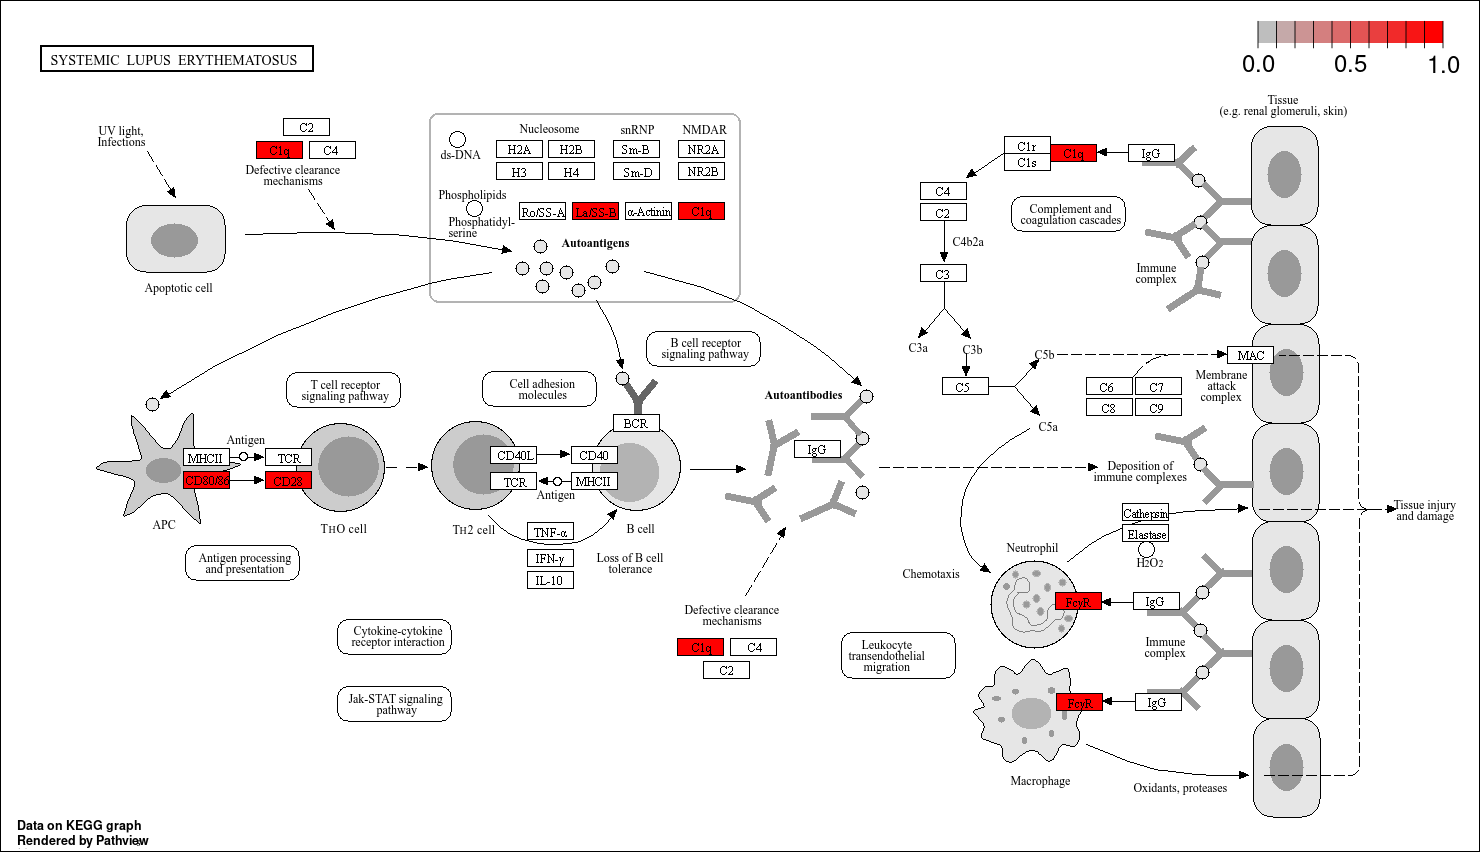 SYSTEMIC LUPUS ERYTHEMATOSUS
0.0
0.5
1.0
Tissue
(e.g. renal glomeruli, skin)
UV light,
Infections
C2
C1q
C4
Defective clearance
mechanisms
Apoptotic cell
ds-DNA
Nucleosome
snRNP
NMDAR
H2A
H2B
Sm-B
NR2A
H3
H4
Sm-D
NR2B
Phospholipids
Phosphatidyl-
serine
Ro/SS-A
La/SS-B
α-Actinin
C1q
Autoantigens
C1r
C1s
C1q
IgG
C4
C2
C4b2a
C3
Complement and
coagulation cascades
Immune
complex
C3a
C3b
C5
C5b
C5a
MAC
Membrane
attack
complex
C6
C7
C8
C9
B cell receptor
signaling pathway
T cell receptor
signaling pathway
Cell adhesion
molecules
Autoantibodies
IgG
BCR
Antigen
MHCII
TCR
CD80/86
CD28
APC
TH0 cell
CD40L
CD40
TCR
MHCII
Antigen
TH2 cell
B cell
TNF-α
IFN-γ
IL-10
Loss of B cell
tolerance
Antigen processing
and presentation
Deposition of
immune complexes
Tissue injury
and damage
Cathepsin
Elastase
H2O2
Neutrophil
Chemotaxis
FcγR
IgG
Immune
complex
Defective clearance
mechanisms
C1q
C4
C2
Cytokine-cytokine
receptor interaction
Leukocyte
transendothelial
migration
Jak-STAT signaling
pathway
FcγR
IgG
Macrophage
Oxidants, proteases
Data on KEGG graph
Rendered by Pathview